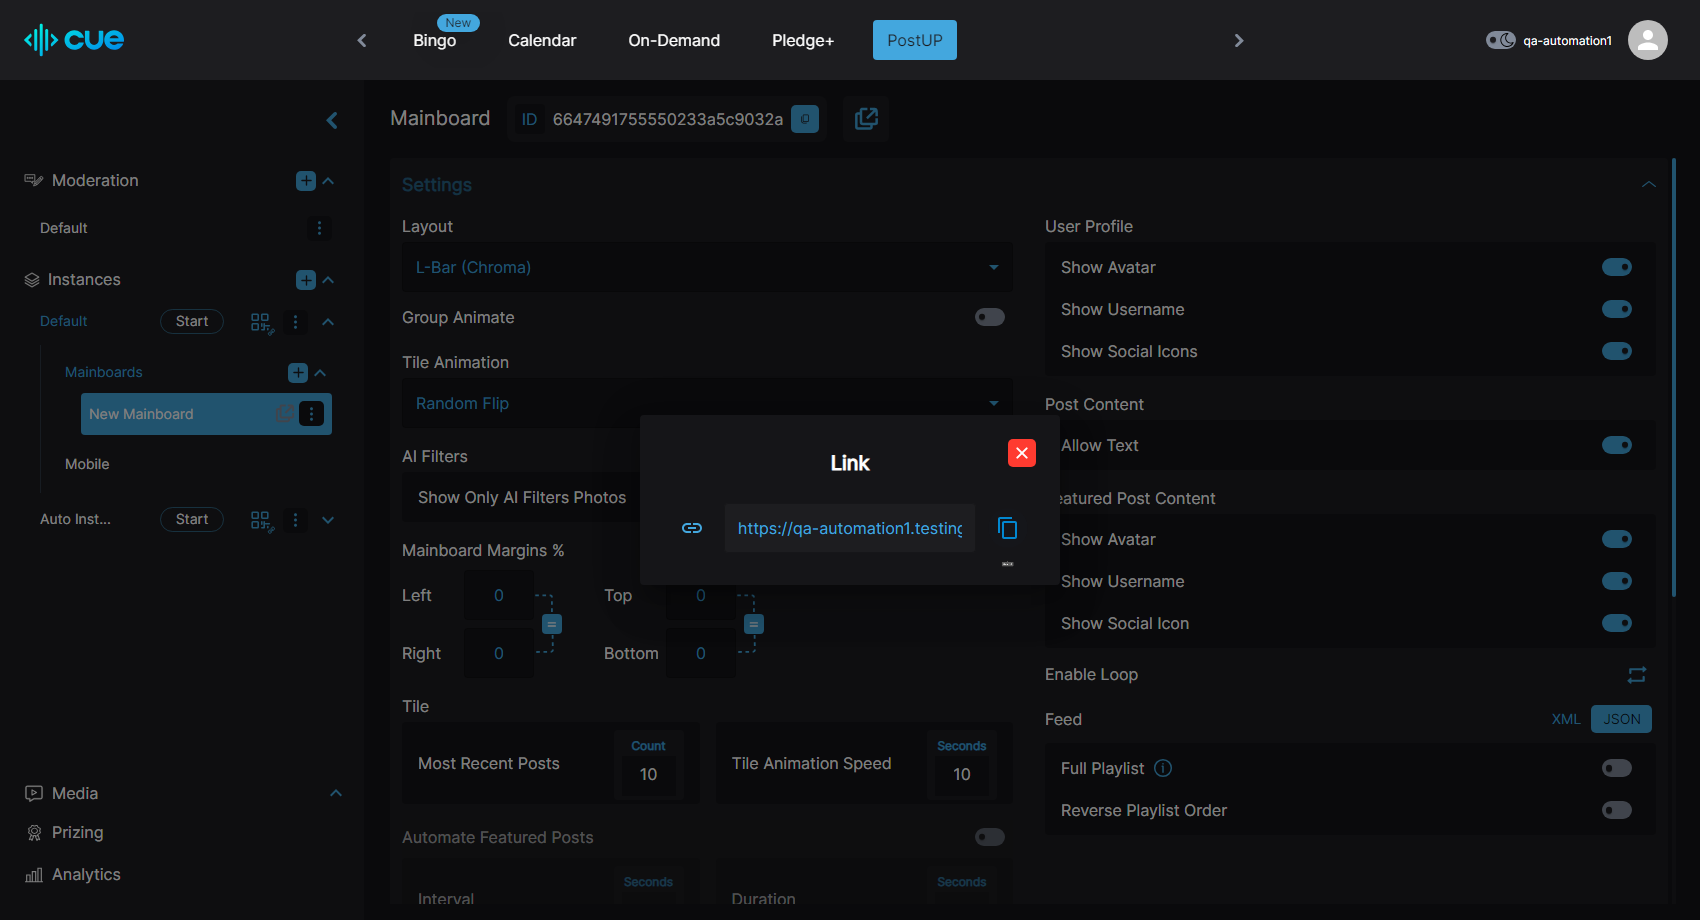 cue
New
Bingo
Calendar
On-Demand
Pledge+
PostUP
qa-automation1
Mainboard
ID
6647491755550233a5c9032a
Moderation
Default
Instances
Default
Start
Mainboards
New Mainboard
Mobile
Auto Inst...
Start
Media
Prizing
Analytics
Settings
Layout
L-Bar (Chroma)
Group Animate
Tile Animation
Random Flip
AI Filters
Show Only AI Filters Photos
Mainboard Margins %
Left
0
Top
0
=
=
Right
0
Bottom
0
Tile
Most Recent Posts
Count
10
Tile Animation Speed
Seconds
10
Automate Featured Posts
Interval
Seconds
Duration
Seconds
Link
https://qa-automation1.testing
User Profile
Show Avatar
Show Username
Show Social Icons
Post Content
Allow Text
eatured Post Content
Show Avatar
Show Username
Show Social Icon
Enable Loop
Feed
XML
JSON
Full Playlist
Reverse Playlist Order